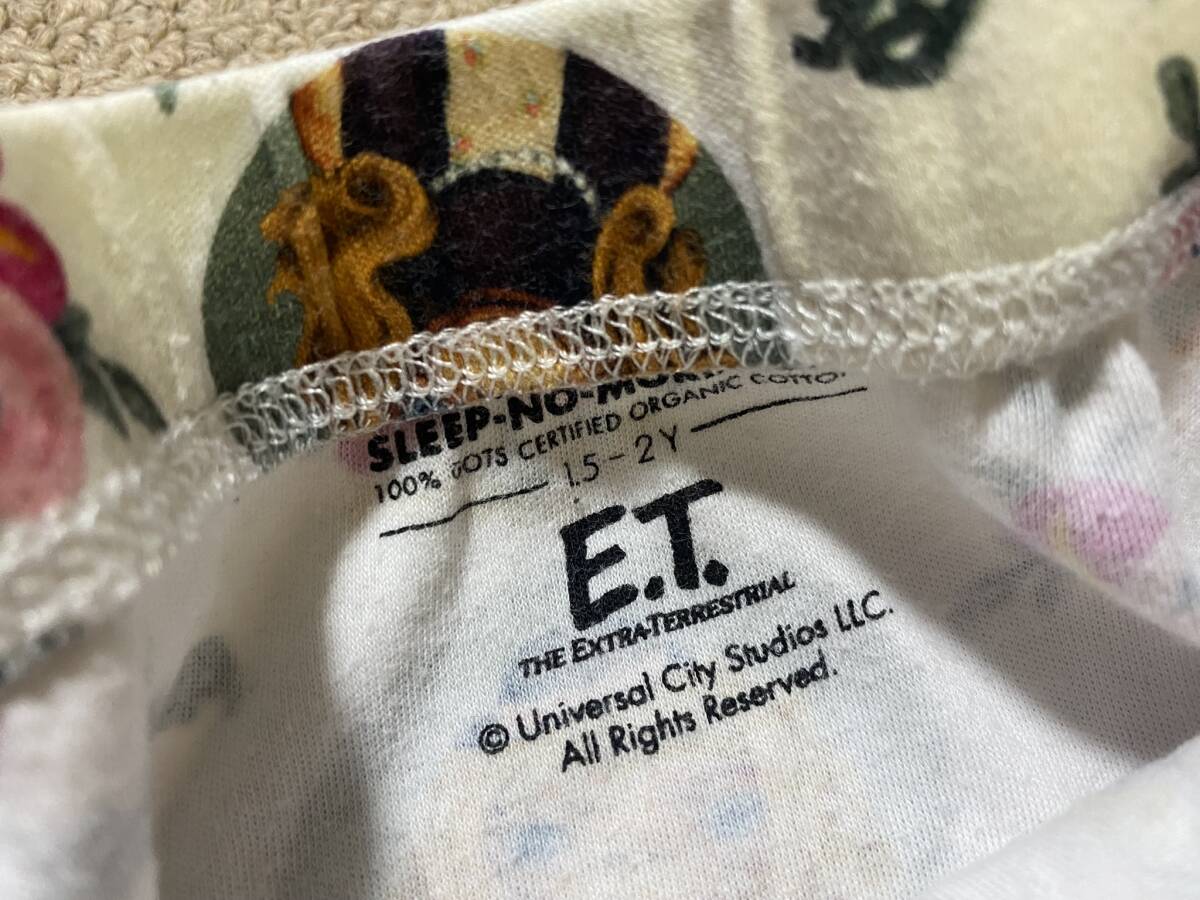 SLEEP-NO-MORE
100% GOTS CERTIFIED ORGANIC COTTON
1.5-2Y
E.T.
THE EXTRA-TERRESTRIAL
© Universal City Studios LLC.
All Rights Reserved.